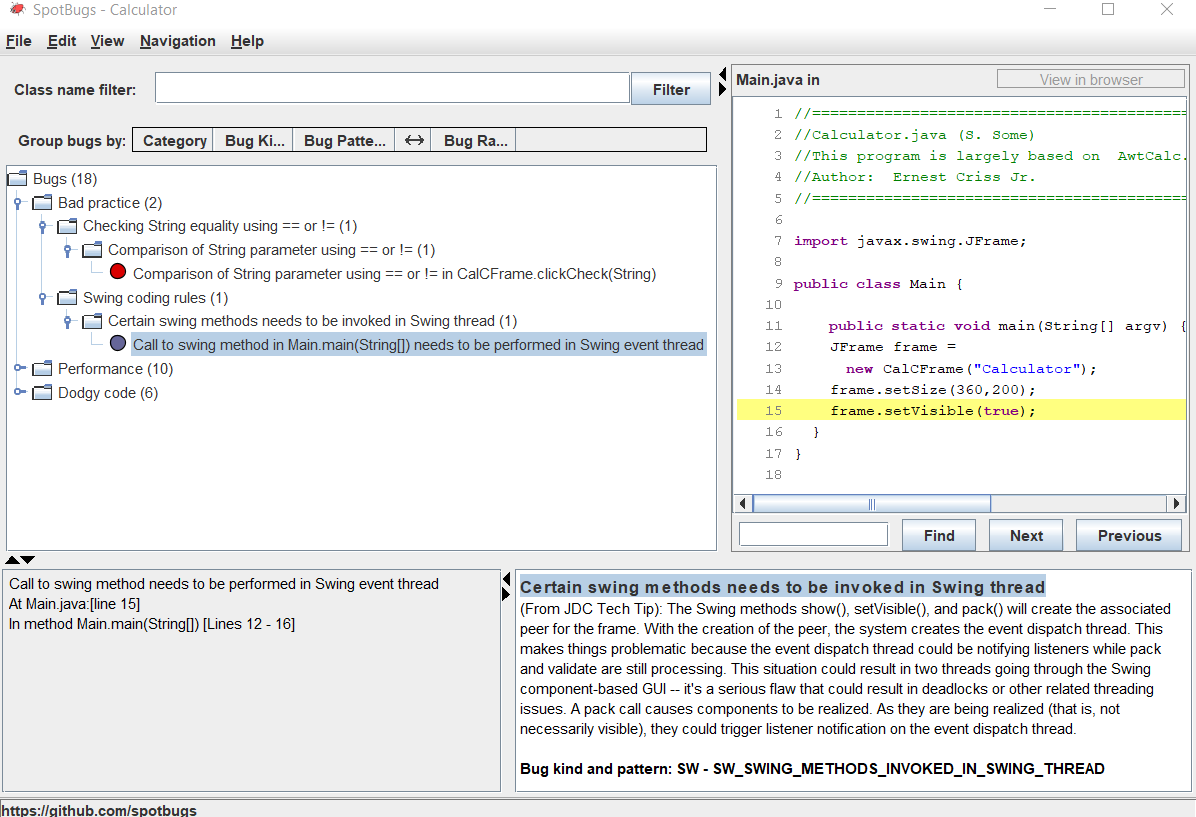 SpotBugs - Calculator
File Edit View Navigation Help
Class name filter: Filter
Group bugs by: Category Bug Ki... Bug Patte... Bug Ra...
Bugs (18)
Bad practice (2)
Checking String equality using == or != (1)
Comparison of String parameter using == or != (1)
Comparison of String parameter using == or != in CalCFrame.clickCheck(String)
Swing coding rules (1)
Certain swing methods needs to be invoked in Swing thread (1)
Call to swing method in Main.main(String[]) needs to be performed in Swing event thread
Performance (10)
Dodgy code (6)
Main.java in View in browser
1 //===========================================
2 //Calculator.java (S. Some)
3 //This program is largely based on  AwtCalc.
4 //Author:  Ernest Criss Jr.
5 //===========================================
6
7 import javax.swing.JFrame;
8
9 public class Main {
10
11 public static void main(String[] argv) {
12 JFrame frame =
13 new CalCFrame("Calculator");
14 frame.setSize(360,200);
15 frame.setVisible(true);
16 }
17 }
18
Find Next Previous
Call to swing method needs to be performed in Swing event thread
At Main.java:[line 15]
In method Main.main(String[]) [Lines 12 - 16]
Certain swing methods needs to be invoked in Swing thread
(From JDC Tech Tip): The Swing methods show(), setVisible(), and pack() will create the associated
peer for the frame. With the creation of the peer, the system creates the event dispatch thread. This
makes things problematic because the event dispatch thread could be notifying listeners while pack
and validate are still processing. This situation could result in two threads going through the Swing
component-based GUI -- it's a serious flaw that could result in deadlocks or other related threading
issues. A pack call causes components to be realized. As they are being realized (that is, not
necessarily visible), they could trigger listener notification on the event dispatch thread.
Bug kind and pattern: SW - SW_SWING_METHODS_INVOKED_IN_SWING_THREAD
https://github.com/spotbugs